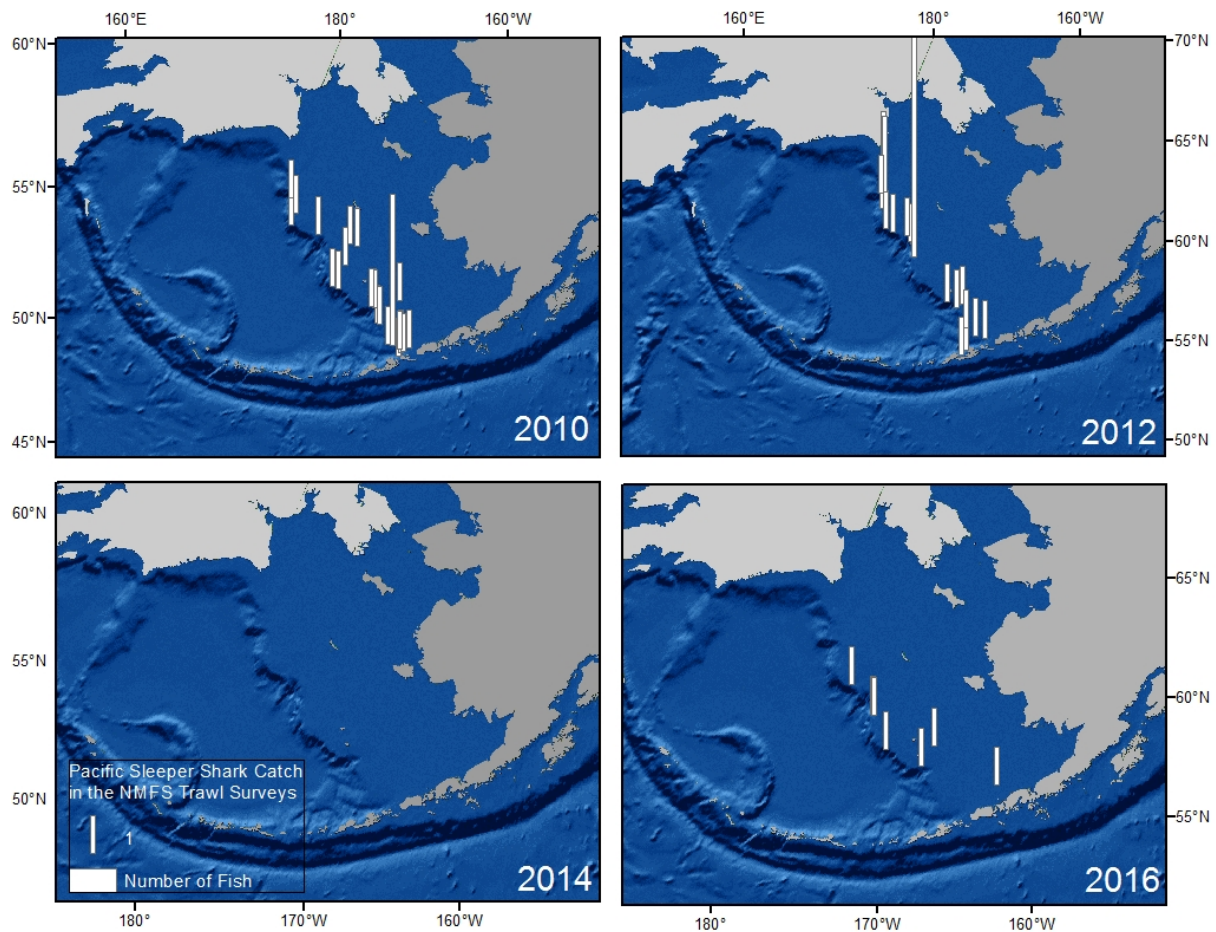 160°E 180° 160°W
160°E 180° 160°W
60°N
55°N
50°N
45°N
2010
70°N
65°N
60°N
55°N
50°N
2012
60°N
55°N
50°N
Pacific Sleeper Shark Catch
in the NMFS Trawl Surveys
1
Number of Fish
2014
65°N
60°N
55°N
2016
180° 170°W 160°W
180° 170°W 160°W